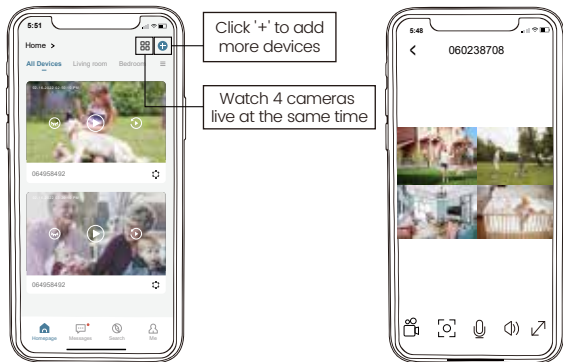 5:51
Home >
All Devices Living room Bedroom
064958492
064958492
Homepage Messages Search Me
Click '+' to add
more devices
Watch 4 cameras
live at the same time
5:48
060238708